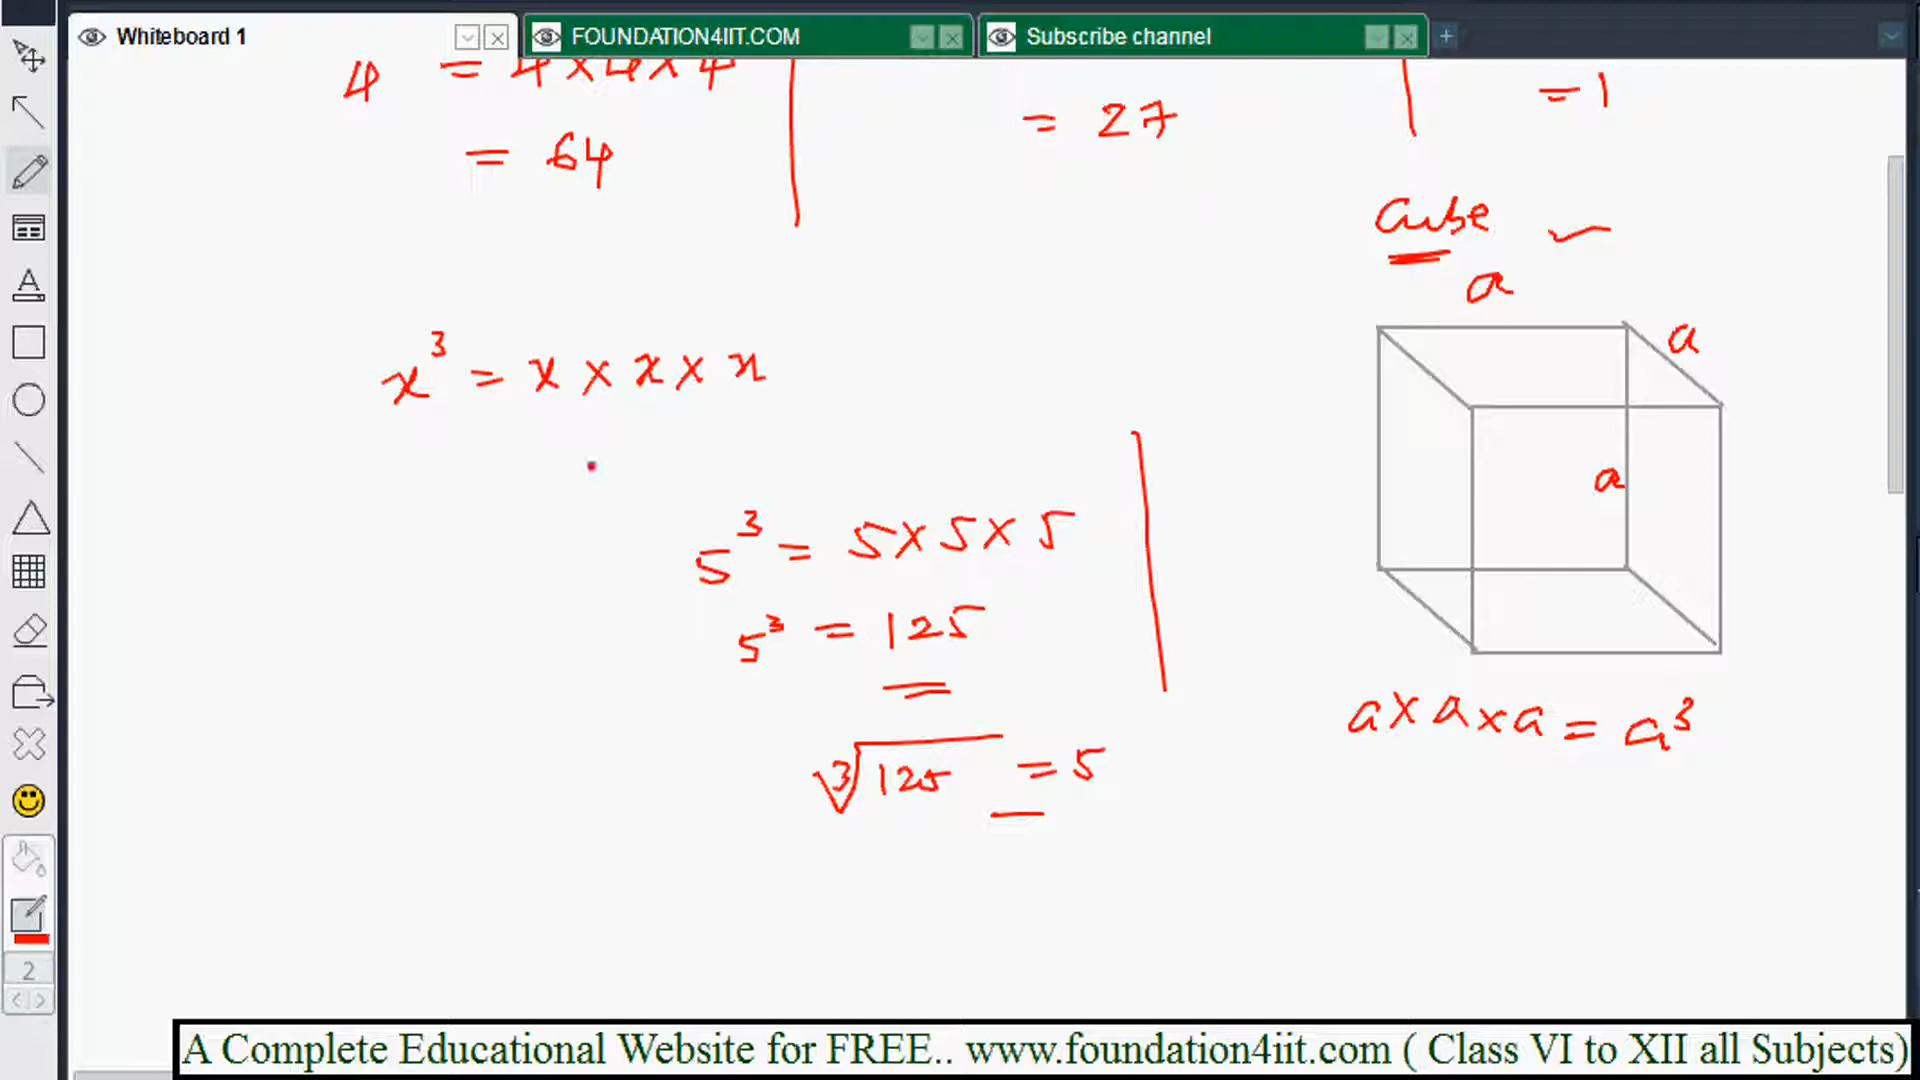 Whiteboard 1
FOUNDATION4IIT.COM
Subscribe channel
4 = 4 x 4 x 4
= 64
= 27
= 1
Cube
a
a
a
x³ = x × x × x
5³ = 5 × 5 × 5
5³ = 125
∛125 = 5
a × a × a = a³
2
A Complete Educational Website for FREE.. www.foundation4iit.com ( Class VI to XII all Subjects)